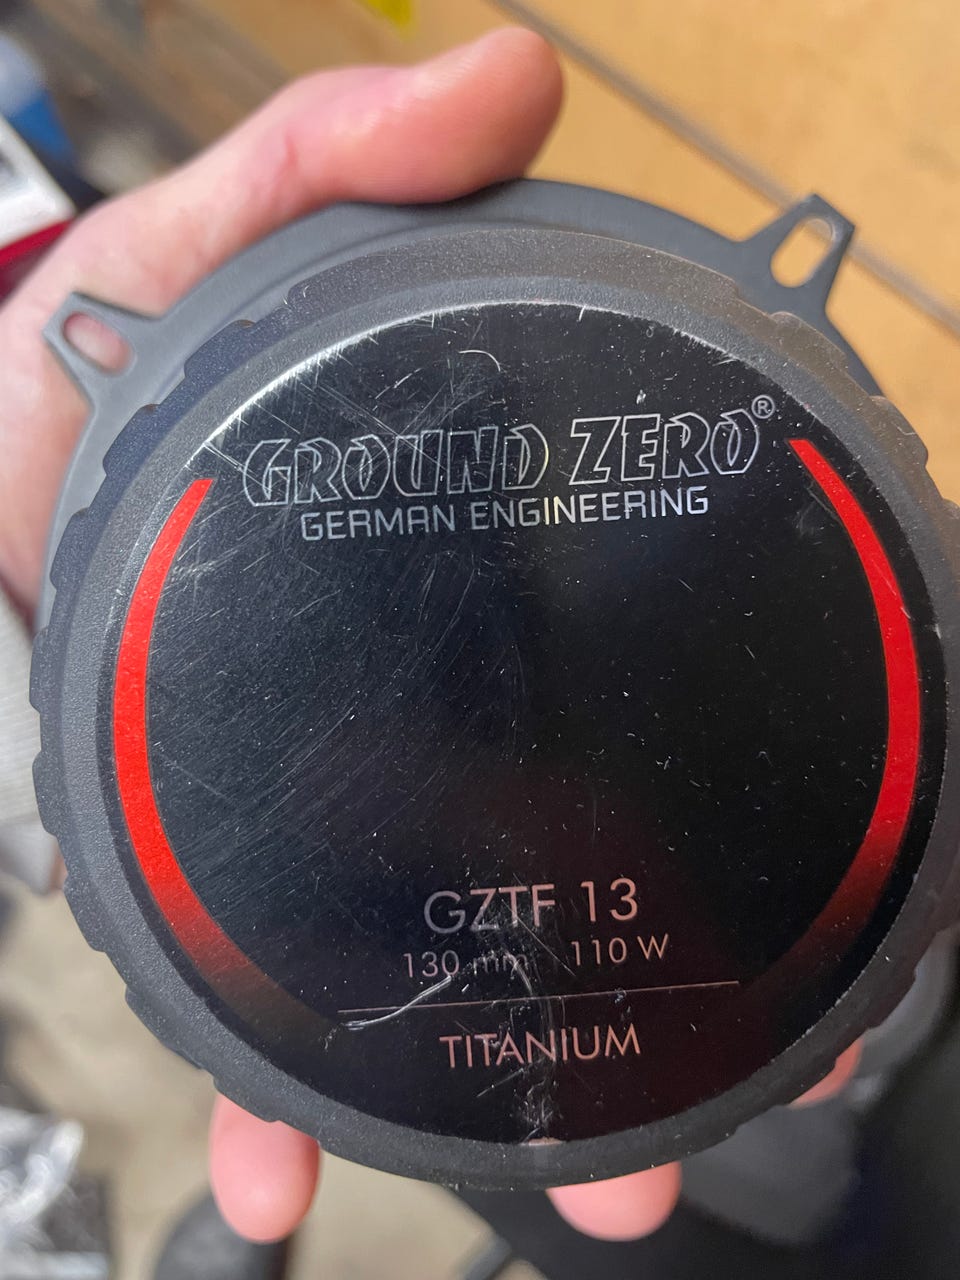 GROUND ZERO®
GERMAN ENGINEERING
GZTF 13
130 mm 110 W
TITANIUM